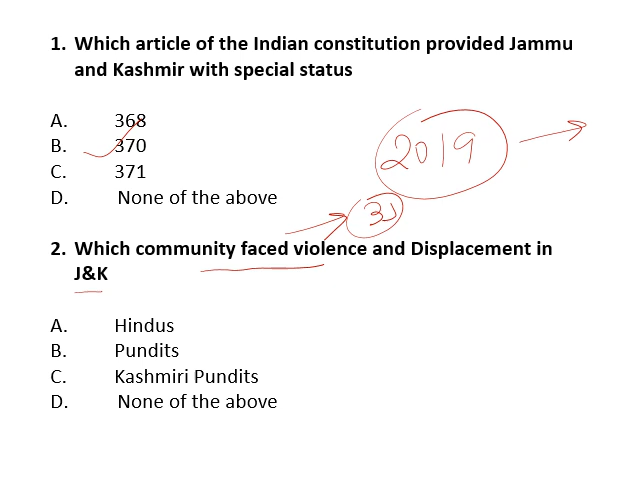 1. Which article of the Indian constitution provided Jammu
and Kashmir with special status
A. 368
B. 370
C. 371
D. None of the above
2019
2. Which community faced violence and Displacement in
J&K
A. Hindus
B. Pundits
C. Kashmiri Pundits
D. None of the above